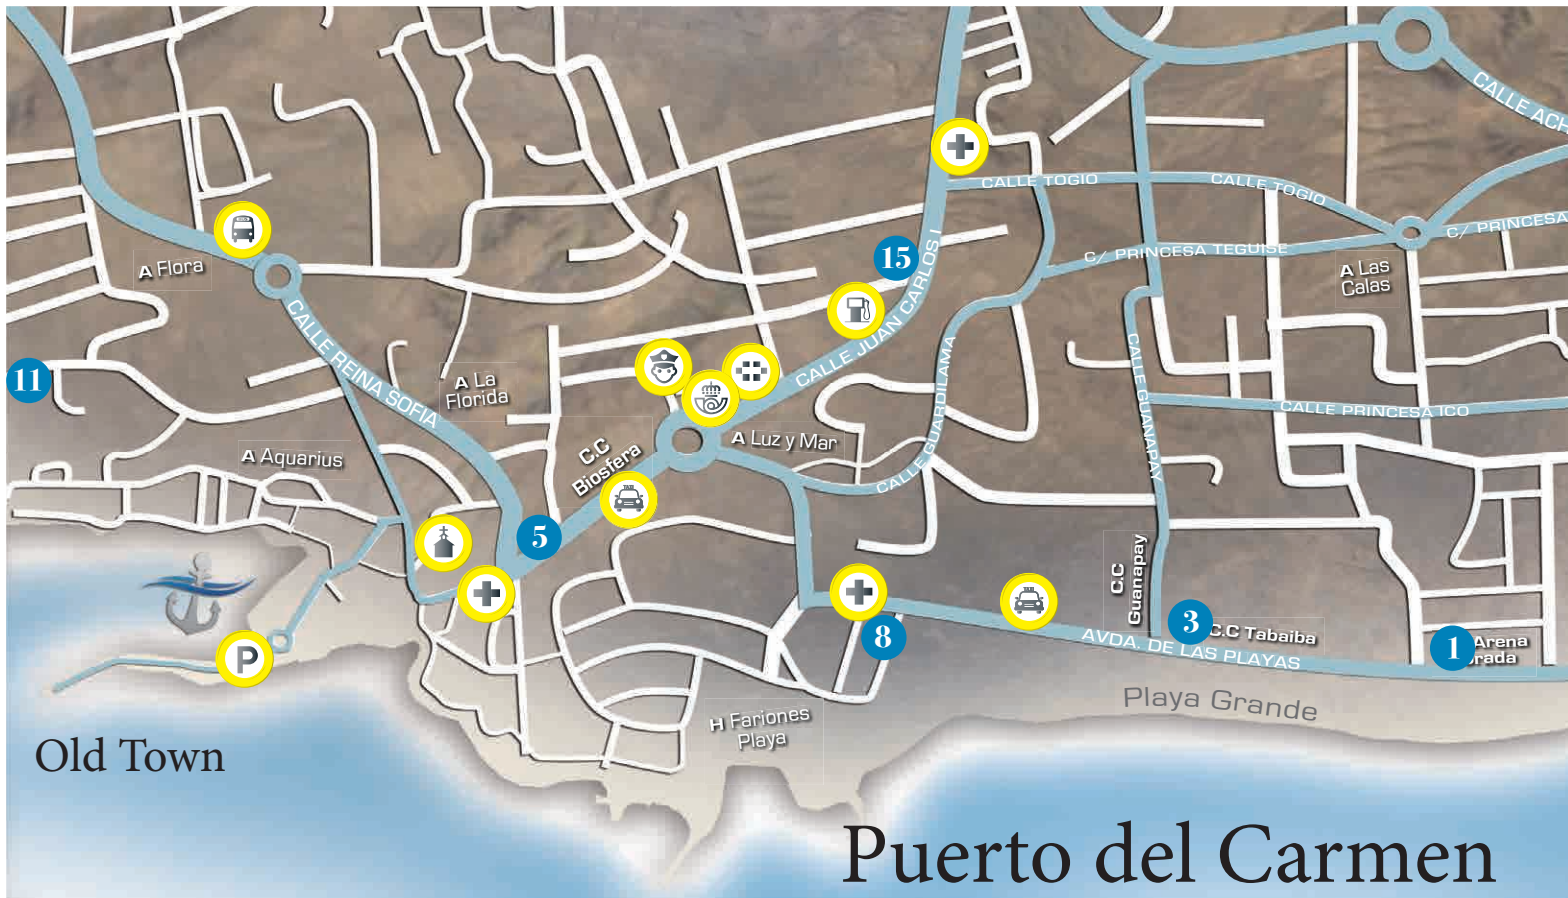 CALLE ACH
CALLE TOGIO
CALLE TOGIO
C/ PRINCESA
C/ PRINCESA TEGUISE
A Flora
15
A Las
Calas
CALLE JUAN CARLOS I
CALLE REINA SOFIA
11
A La
Florida
CALLE GUARDILAMA
CALLE GUANAPAY
CALLE PRINCESA ICO
A Luz y Mar
A Aquarius
C.C
Biosfera
TAXI
5
C.C
Guanapay
8
3
C.C Tabaiba
AVDA. DE LAS PLAYAS
1
Arena
rada
P
Playa Grande
H Fariones
Playa
Old Town
Puerto del Carmen